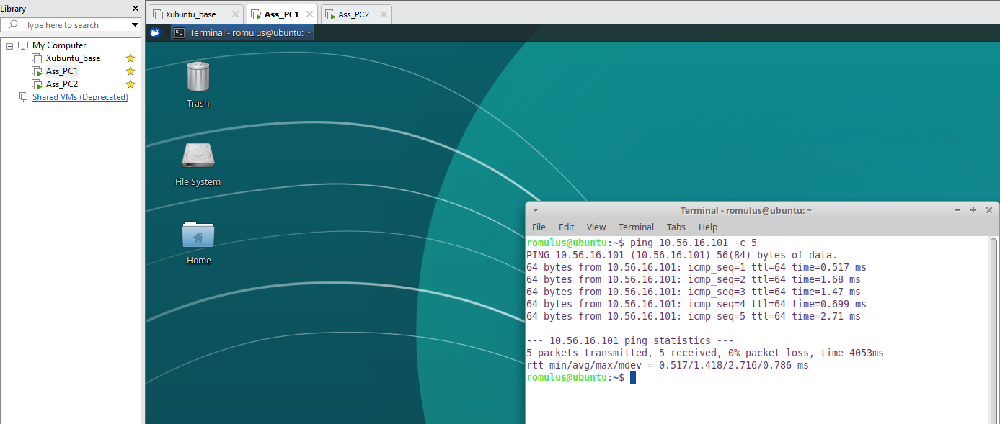 Library
Type here to search
My Computer
Xubuntu_base
Ass_PC1
Ass_PC2
Shared VMs (Deprecated)
Xubuntu_base
Ass_PC1
Ass_PC2
Terminal - romulus@ubuntu: ~
Trash
File System
Home
Terminal - romulus@ubuntu: ~
File Edit View Terminal Tabs Help
romulus@ubuntu:~$ ping 10.56.16.101 -c 5
PING 10.56.16.101 (10.56.16.101) 56(84) bytes of data.
64 bytes from 10.56.16.101: icmp_seq=1 ttl=64 time=0.517 ms
64 bytes from 10.56.16.101: icmp_seq=2 ttl=64 time=1.68 ms
64 bytes from 10.56.16.101: icmp_seq=3 ttl=64 time=1.47 ms
64 bytes from 10.56.16.101: icmp_seq=4 ttl=64 time=0.699 ms
64 bytes from 10.56.16.101: icmp_seq=5 ttl=64 time=2.71 ms
--- 10.56.16.101 ping statistics ---
5 packets transmitted, 5 received, 0% packet loss, time 4053ms
rtt min/avg/max/mdev = 0.517/1.418/2.716/0.786 ms
romulus@ubuntu:~$